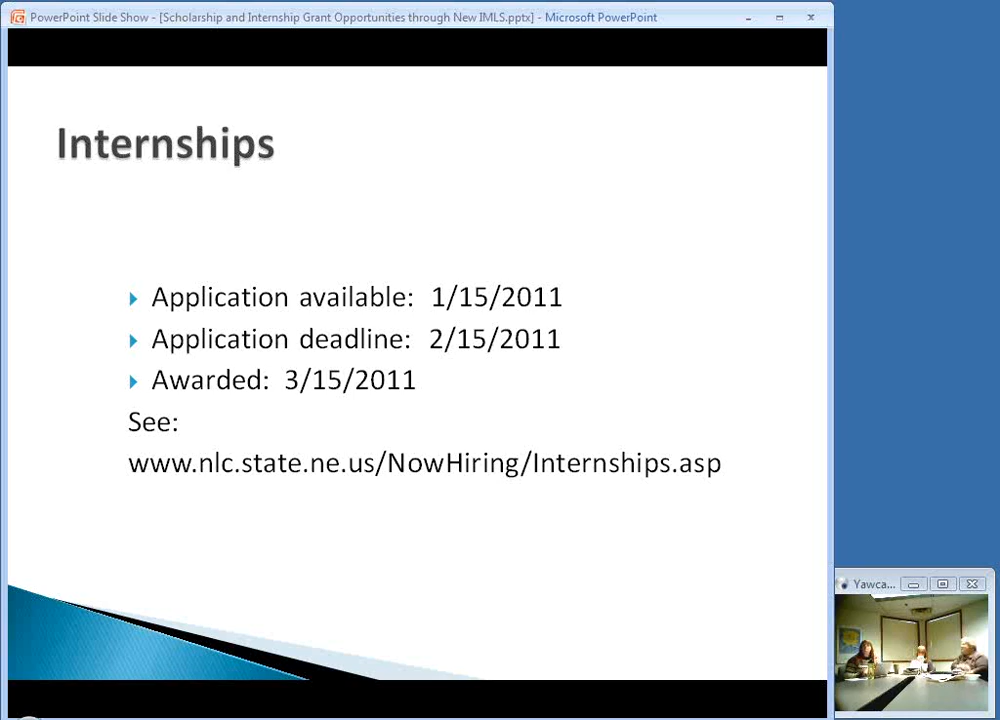 PowerPoint Slide Show - [Scholarship and Internship Grant Opportunities through New IMLS.pptx] - Microsoft PowerPoint
Internships
Application available: 1/15/2011
Application deadline: 2/15/2011
Awarded: 3/15/2011
See:
www.nlc.state.ne.us/NowHiring/Internships.asp
Yawca...